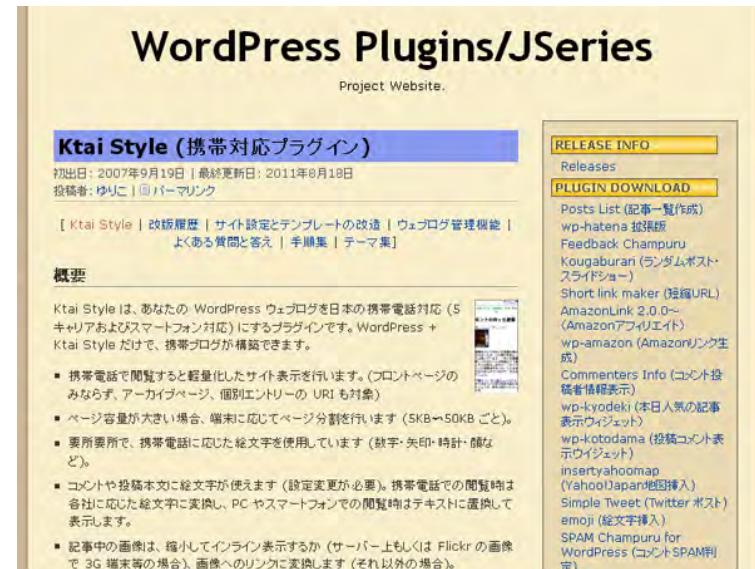 WordPress Plugins/JSeries
Project Website.
Ktai Style (携帯対応プラグイン)
初出日: 2007年9月19日 | 最終更新日: 2011年8月18日
投稿者: ゆりこ | パーマリンク
[ Ktai Style | 改版履歴 | サイト設定とテンプレートの改造 | ウェブログ管理機能 |
よくある質問と答え | 手順集 | テーマ集]
概要
Ktai Style は、あなたの WordPress ウェブログを日本の携帯電話対応 (5
キャリアおよびスマートフォン対応) にするプラグインです。WordPress +
Ktai Style だけで、携帯ブログが構築できます。
■ 携帯電話で閲覧すると軽量化したサイト表示を行います。(フロントページの
みならず、アーカイブページ、個別エントリーの URI も対象)
■ ページ容量が大きい場合、端末に応じてページ分割を行います (5KB〜50KB ごと)。
■ 要所要所で、携帯電話に応じた絵文字を使用しています (数字・矢印・時計・顔な
ど)。
■ コメントや投稿本文に絵文字が使えます (設定変更が必要)。携帯電話での閲覧時は
各社に応じた絵文字に変換し、PC やスマートフォンでの閲覧時はテキストに置換して
表示します。
■ 記事中の画像は、縮小してインライン表示するか (サーバー上もしくは Flickr の画像
で 3G 端末等の場合)、画像へのリンクに変換します (それ以外の場合)。
RELEASE INFO
Releases
PLUGIN DOWNLOAD
Posts List (記事一覧作成)
wp-hatena 拡張版
Feedback Champuru
Kougaburari (ランダムポスト・
スライドショー)
Short link maker (短縮URL)
AmazonLink 2.0.0~
(Amazonアフィリエイト)
wp-amazon (Amazonリンク生
成)
Commenters Info (コメント投
稿者情報表示)
wp-kyodeki (本日人気の記事
表示ウィジェット)
wp-kotodama (投稿コメント表
示ウィジェット)
insertyahoomap
(Yahoo!Japan地図挿入)
Simple Tweet (Twitter ポスト)
emoji (絵文字挿入)
SPAM Champuru for
WordPress (コメントSPAM判
定)